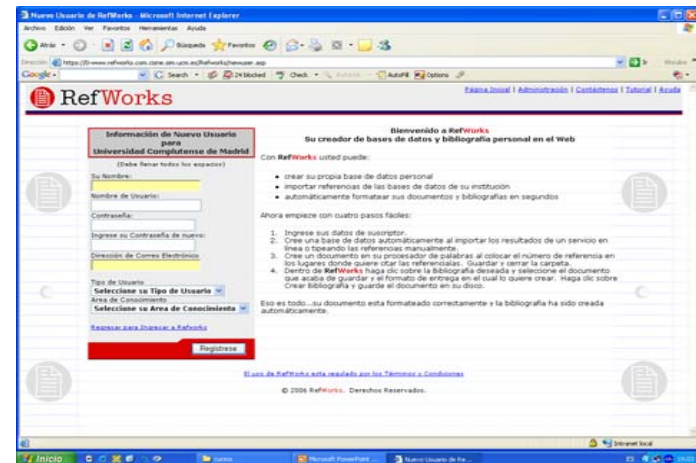 Nuevo Usuario de RefWorks - Microsoft Internet Explorer
Archivo Edición Ver Favoritos Herramientas Ayuda
Atrás Búsqueda Favoritos
Dirección
Google Search blocked Check AutoFill Options
RefWorks
Página Inicial | Administración | Contáctenos | Tutorial | Ayuda
Información de Nuevo Usuario
para
Universidad Complutense de Madrid
(Debe llenar todos los espacios)
Su Nombre:
Nombre de Usuario:
Contraseña:
Ingrese su Contraseña de nuevo:
Dirección de Correo Electrónico
Tipo de Usuario
Seleccione su Tipo de Usuario
Area de Conocimiento
Seleccione su Area de Conocimiento
Regresar para Ingresar a Refworks
Regístrese
Bienvenido a RefWorks
Su creador de bases de datos y bibliografía personal en el Web
Con RefWorks usted puede:
• crear su propia base de datos personal
• importar referencias de las bases de datos de su institución
• automáticamente formatear sus documentos y bibliografías en segundos
Ahora empiece con cuatro pasos fáciles:
1. Ingrese sus datos de suscriptor.
2. Cree una base de datos automáticamente al importar los resultados de un servicio en
línea o tipeando las referencias manualmente.
3. Cree un documento en su procesador de palabras al colocar el número de referencia en
los lugares donde quiere citar las referencialas. Guardar y cerrar la carpeta.
4. Dentro de RefWorks haga clic sobre la Bibliografía deseada y seleccione el documento
que acaba de guardar y el formato de entrega en el cual lo quiere crear. Haga clic sobre
Crear Bibliografía y guarde el documento en su disco.
Eso es todo...su documento esta formateado correctamente y la bibliografía ha sido creada
automáticamente.
El uso de RefWorks esta regulado por los Términos y Condiciones
© 2006 RefWorks. Derechos Reservados.
Intranet local
Inicio cursos Microsoft PowerPoint ... Nuevo Usuario de Re... ES